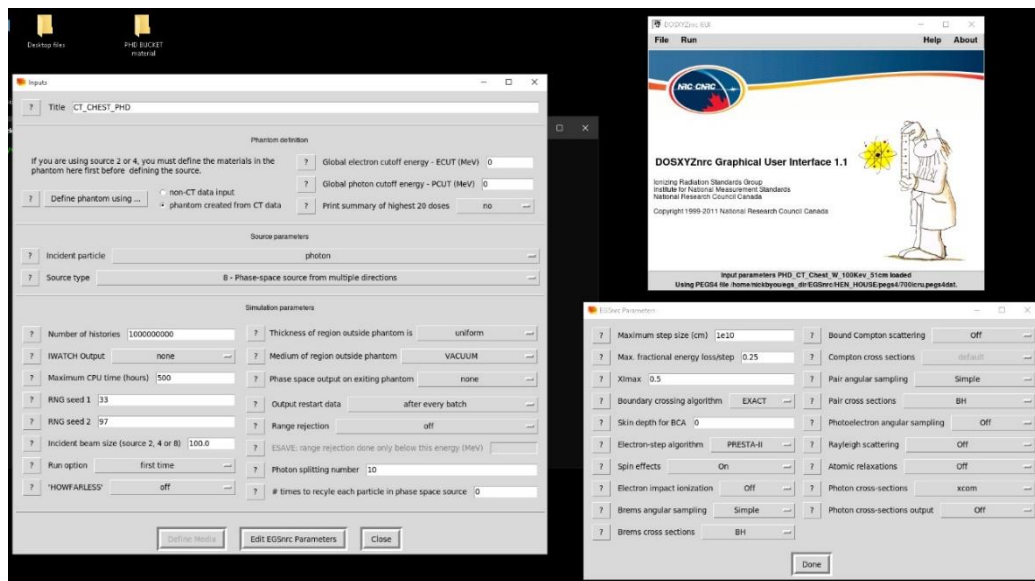 Desktop files
PHD BUCKET
material
Inputs
? Title CT_CHEST_PHD
Phantom definition
If you are using source 2 or 4, you must define the materials in the
phantom here first before defining the source.
? Define phantom using ...
non-CT data input
phantom created from CT data
? Global electron cutoff energy - ECUT (MeV) 0
? Global photon cutoff energy - PCUT (MeV) 0
? Print summary of highest 20 doses no
Source parameters
? Incident particle photon
? Source type 8 - Phase-space source from multiple directions
Simulation parameters
? Number of histories 1000000000
? IWATCH Output none
? Maximum CPU time (hours) 500
? RNG seed 1 33
? RNG seed 2 97
? Incident beam size (source 2, 4 or 8) 100.0
? Run option first time
? 'HOWFARLESS' off
? Thickness of region outside phantom is uniform
? Medium of region outside phantom VACUUM
? Phase space output on exiting phantom none
? Output restart data after every batch
? Range rejection off
? ESAVE: range rejection done only below this energy (MeV)
? Photon splitting number 10
? # times to recyle each particle in phase space source 0
Define Media
Edit EGSnrc Parameters
Close
DOSXYZnrc GUI
File Run Help About
NRC CNRC
DOSXYZnrc Graphical User Interface 1.1
Ionizing Radiation Standards Group
Institute for National Measurement Standards
National Research Council Canada
Copyright 1999-2011 National Research Council Canada
Input parameters PHD_CT_Chest_W_100Kev_51cm loaded
Using PEGS4 file /home/nickbyou/egs_dir/EGSnrc/HEN_HOUSE/pegs4/700icru.pegs4dat.
EGSnrc Parameters
? Maximum step size (cm) 1e10
? Max. fractional energy loss/step 0.25
? XImax 0.5
? Boundary crossing algorithm EXACT
? Skin depth for BCA 0
? Electron-step algorithm PRESTA-II
? Spin effects On
? Electron impact ionization Off
? Brems angular sampling Simple
? Brems cross sections BH
? Bound Compton scattering Off
? Compton cross sections default
? Pair angular sampling Simple
? Pair cross sections BH
? Photoelectron angular sampling Off
? Rayleigh scattering Off
? Atomic relaxations Off
? Photon cross-sections xcom
? Photon cross-sections output Off
Done